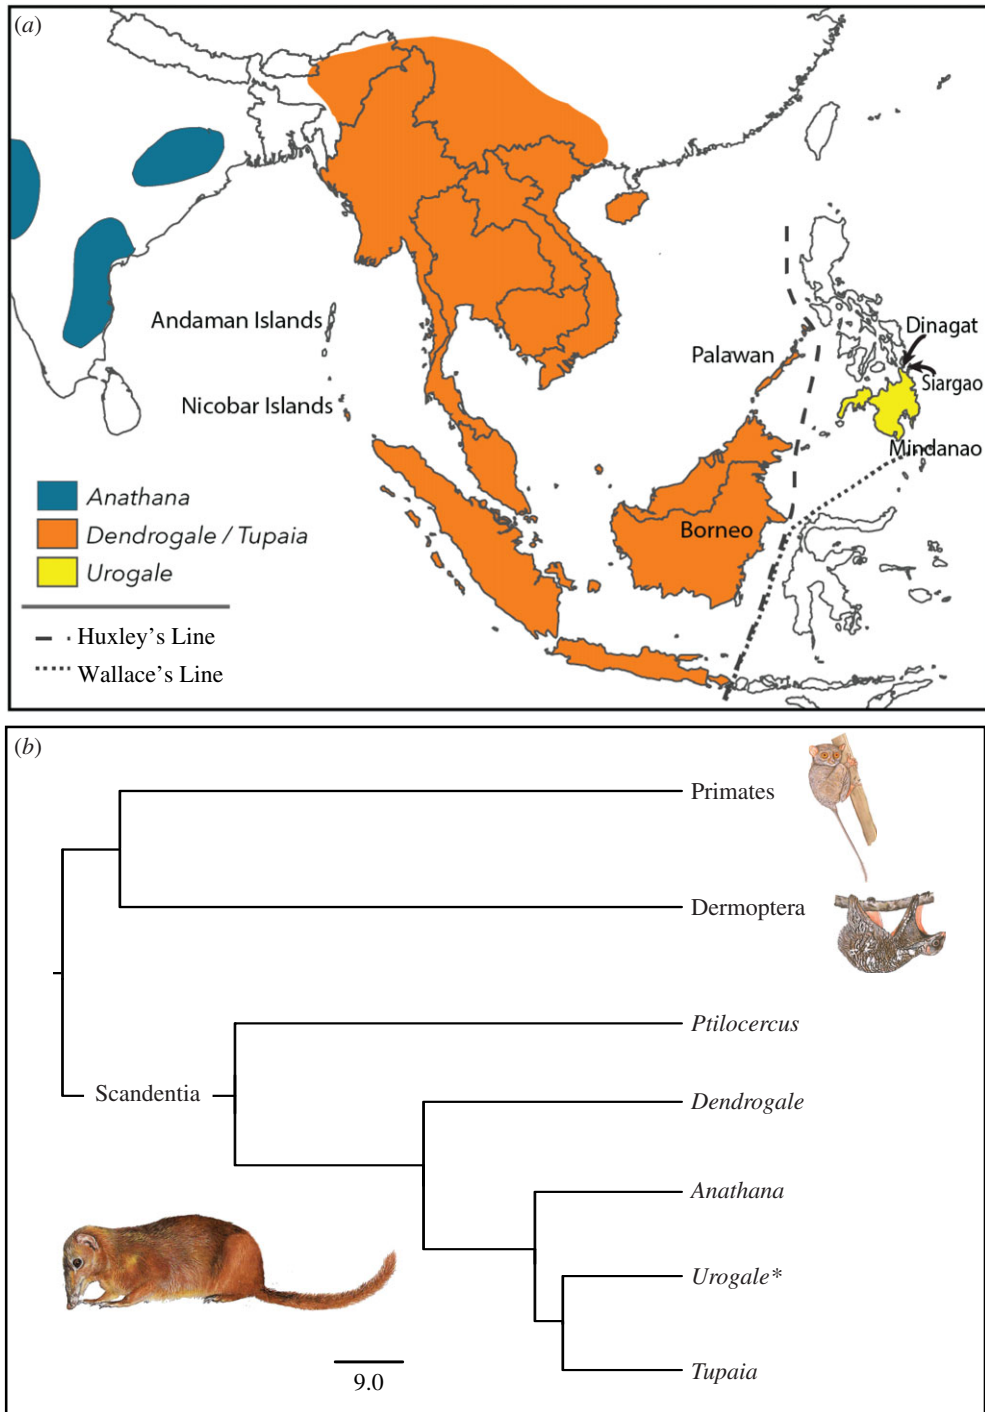 (a)
Andaman Islands
Nicobar Islands
Palawan
Dinagat
Siargao
Mindanao
Borneo
Anathana
Dendrogale / Tupaia
Urogale
Huxley's Line
Wallace's Line
(b)
Primates
Dermoptera
Ptilocercus
Dendrogale
Scandentia
Anathana
Urogale*
Tupaia
9.0